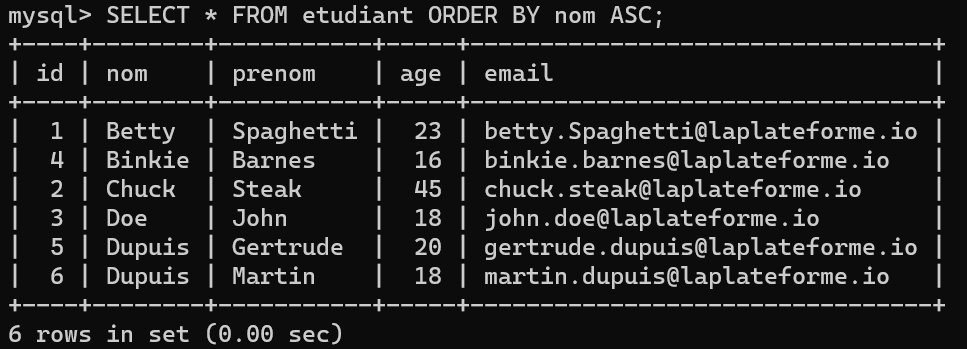 mysql> SELECT * FROM etudiant ORDER BY nom ASC;
+----+--------+-----------+-----+---------------------------------+
| id | nom    | prenom    | age | email                           |
+----+--------+-----------+-----+---------------------------------+
|  1 | Betty  | Spaghetti |  23 | betty.Spaghetti@laplateforme.io |
|  4 | Binkie | Barnes    |  16 | binkie.barnes@laplateforme.io   |
|  2 | Chuck  | Steak     |  45 | chuck.steak@laplateforme.io     |
|  3 | Doe    | John      |  18 | john.doe@laplateforme.io        |
|  5 | Dupuis | Gertrude  |  20 | gertrude.dupuis@laplateforme.io |
|  6 | Dupuis | Martin    |  18 | martin.dupuis@laplateforme.io   |
+----+--------+-----------+-----+---------------------------------+
6 rows in set (0.00 sec)